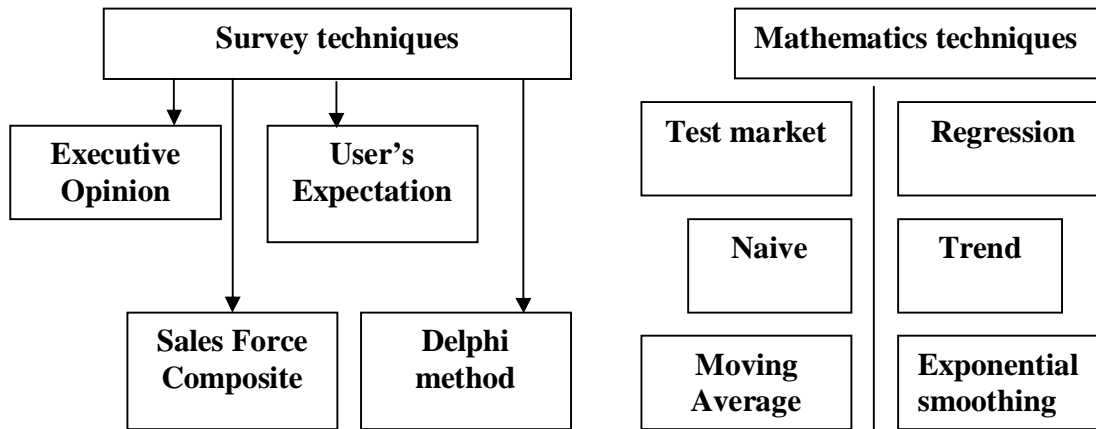 Survey techniques
Executive
Opinion
User's
Expectation
Sales Force
Composite
Delphi
method
Mathematics techniques
Test market
Regression
Naive
Trend
Moving
Average
Exponential
smoothing